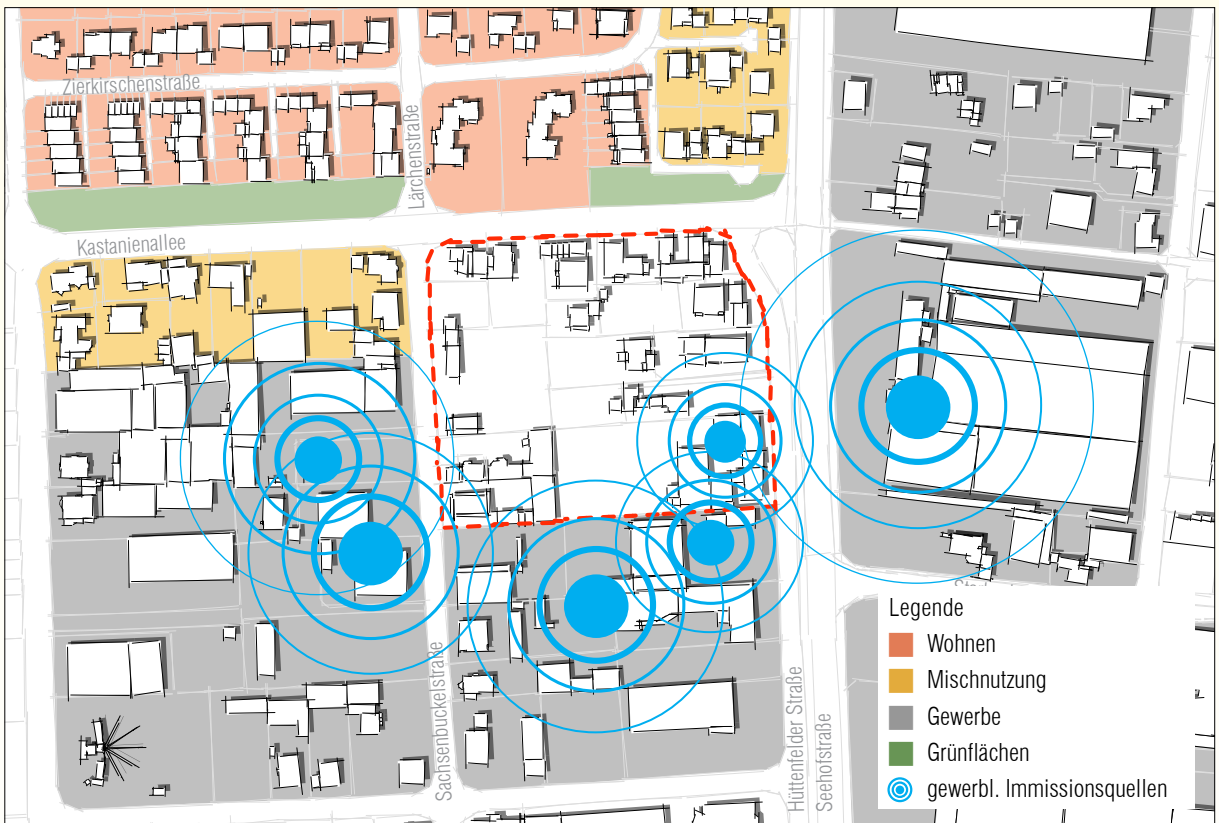 Zierkirschenstraße
Lärchenstraße
Kastanienallee
Sachsenbuckelstraße
Hüttenfelder Straße
Seehofstraße
Legende
Wohnen
Mischnutzung
Gewerbe
Grünflächen
gewerbl. Immissionsquellen